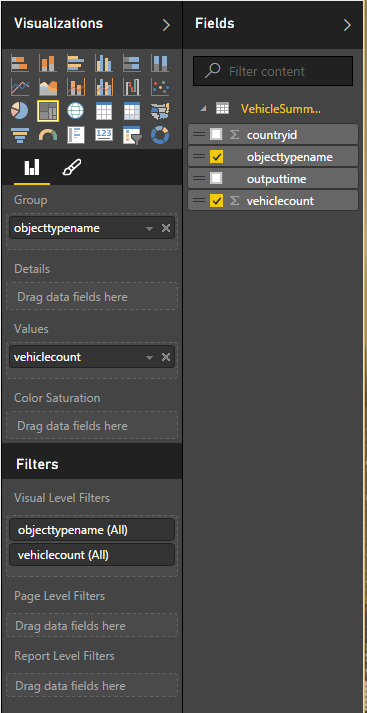 Visualizations
123
R
Group
objecttypename
Details
Drag data fields here
Values
vehiclecount
Color Saturation
Drag data fields here
Filters
Visual Level Filters
objecttypename (All)
vehiclecount (All)
Page Level Filters
Drag data fields here
Report Level Filters
Drag data fields here
Fields
Filter content
VehicleSumm...
Σ countryid
objecttypename
outputtime
Σ vehiclecount